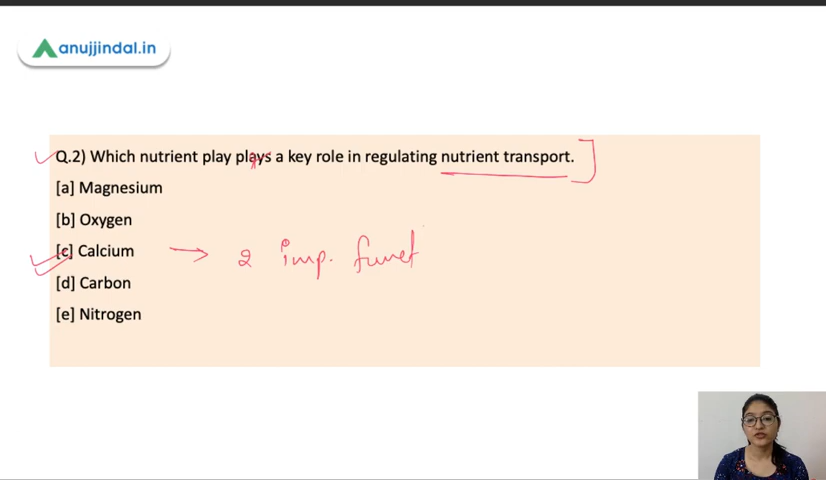 anujjindal.in
Q.2) Which nutrient play plays a key role in regulating nutrient transport.
[a] Magnesium
[b] Oxygen
[c] Calcium → 2 imp. funct
[d] Carbon
[e] Nitrogen